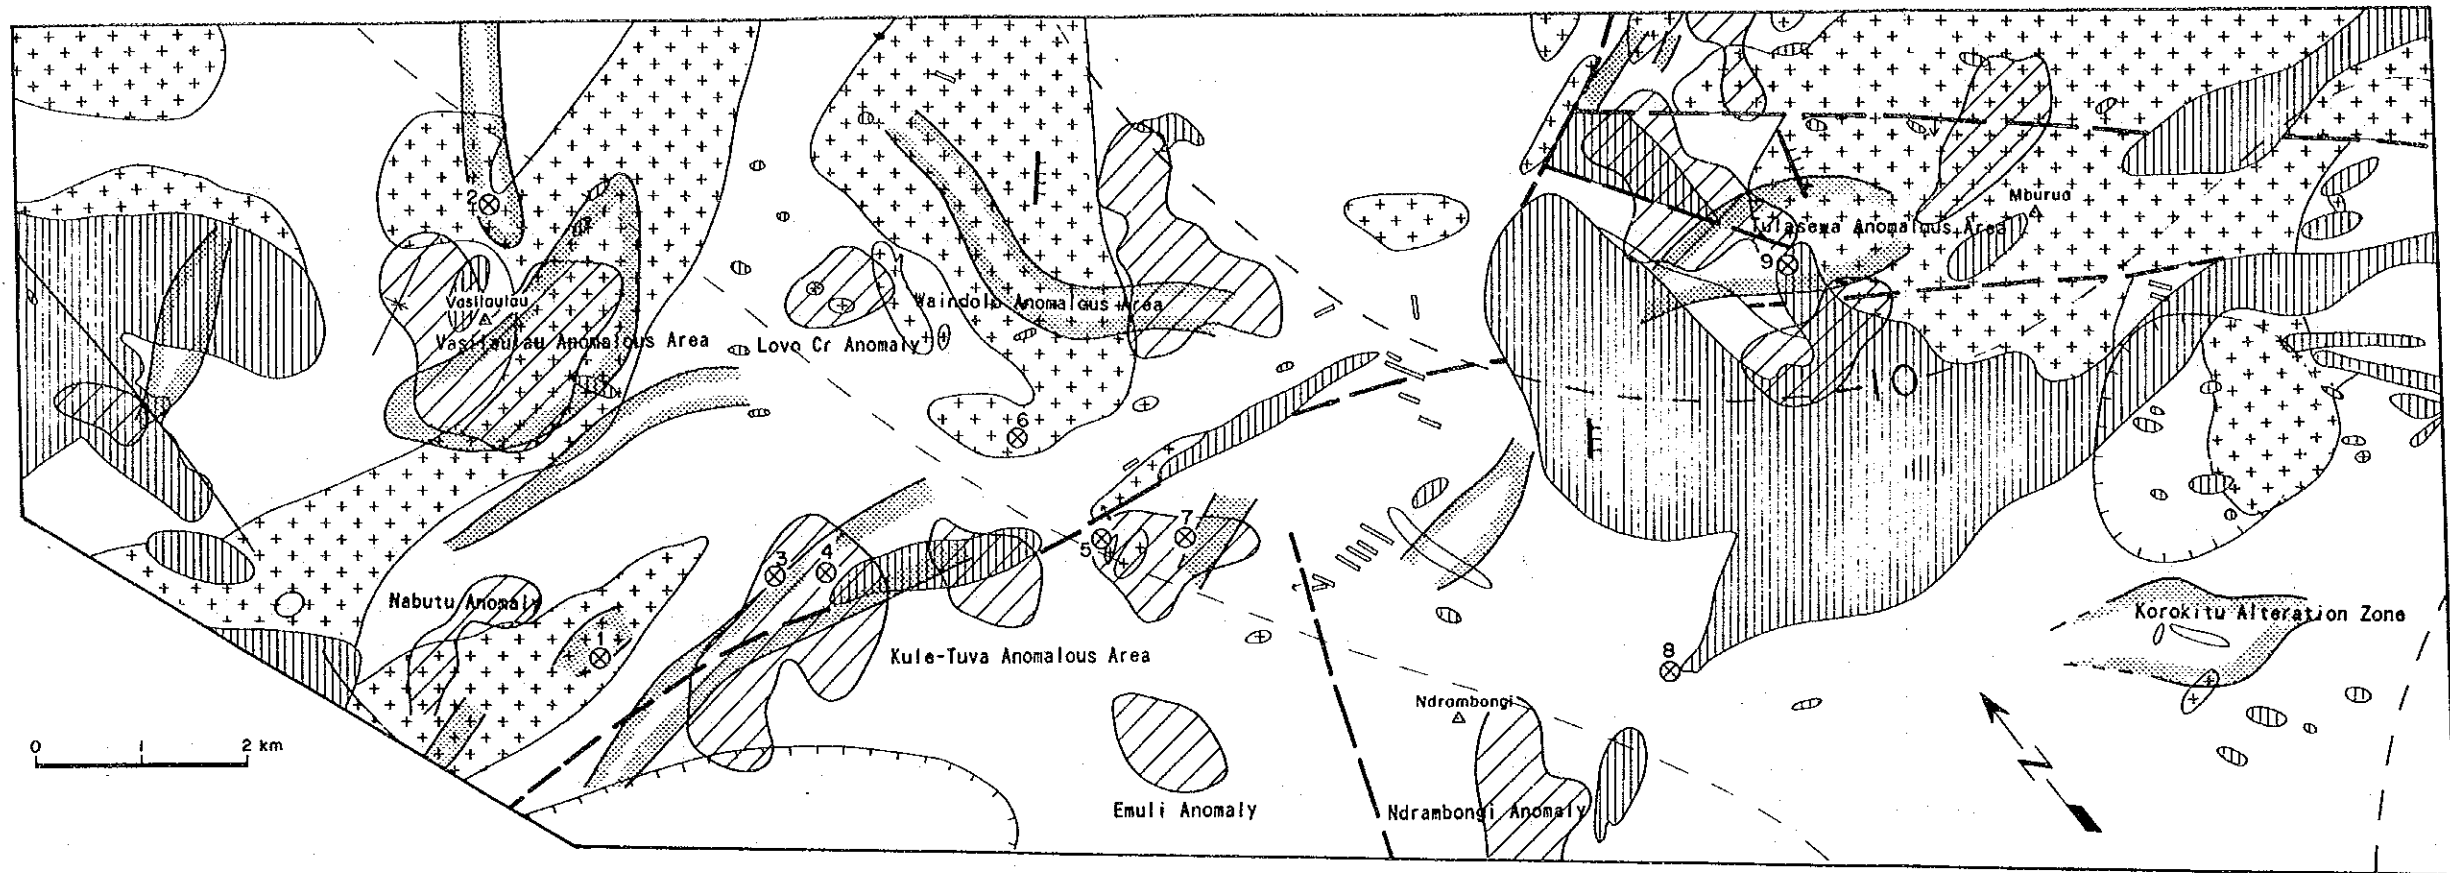 2
Mburua
Tulasewa Anomalous Area
9
Vasilaulau
Waindolo Anomalous Area
Vasilaulau Anomalous Area
Lovo Cr Anomaly
6
3
4
5
7
Nabutu Anomaly
1
Korokitu Alteration Zone
Kule-Tuva Anomalous Area
8
Ndrambongi
0 1 2 km
N
Emuli Anomaly
Ndrambongi Anomaly